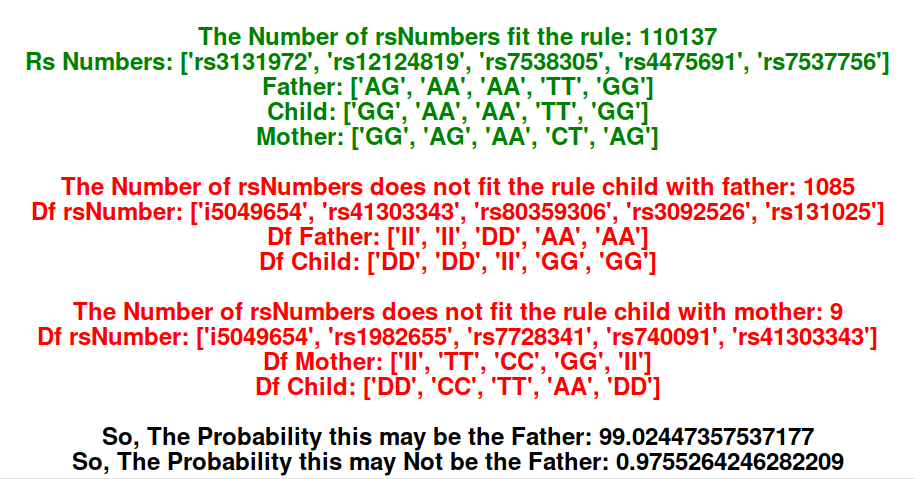 The Number of rsNumbers fit the rule: 110137
Rs Numbers: ['rs3131972', 'rs12124819', 'rs7538305', 'rs4475691', 'rs7537756']
Father: ['AG', 'AA', 'AA', 'TT', 'GG']
Child: ['GG', 'AA', 'AA', 'TT', 'GG']
Mother: ['GG', 'AG', 'AA', 'CT', 'AG']
The Number of rsNumbers does not fit the rule child with father: 1085
Df rsNumber: ['i5049654', 'rs41303343', 'rs80359306', 'rs3092526', 'rs131025']
Df Father: ['II', 'II', 'DD', 'AA', 'AA']
Df Child: ['DD', 'DD', 'II', 'GG', 'GG']
The Number of rsNumbers does not fit the rule child with mother: 9
Df rsNumber: ['i5049654', 'rs1982655', 'rs7728341', 'rs740091', 'rs41303343']
Df Mother: ['II', 'TT', 'CC', 'GG', 'II']
Df Child: ['DD', 'CC', 'TT', 'AA', 'DD']
So, The Probability this may be the Father: 99.02447357537177
So, The Probability this may Not be the Father: 0.9755264246282209